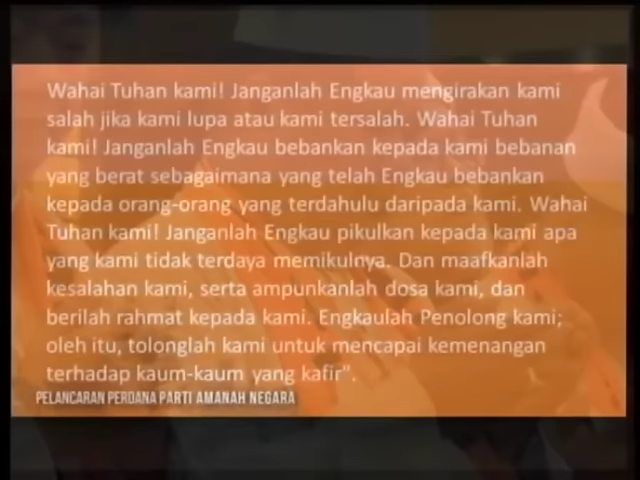 Wahai Tuhan kami! Janganlah Engkau mengirakan kami
salah jika kami lupa atau kami tersalah. Wahai Tuhan
kami! Janganlah Engkau bebankan kepada kami bebanan
yang berat sebagaimana yang telah Engkau bebankan
kepada orang-orang yang terdahulu daripada kami. Wahai
Tuhan kami! Janganlah Engkau pikulkan kepada kami apa
yang kami tidak terdaya memikulnya. Dan maafkanlah
kesalahan kami, serta ampunkanlah dosa kami, dan
berilah rahmat kepada kami. Engkaulah Penolong kami;
oleh itu, tolonglah kami untuk mencapai kemenangan
terhadap kaum-kaum yang kafir".
PELANCARAN PERDANA PARTI AMANAH NEGARA